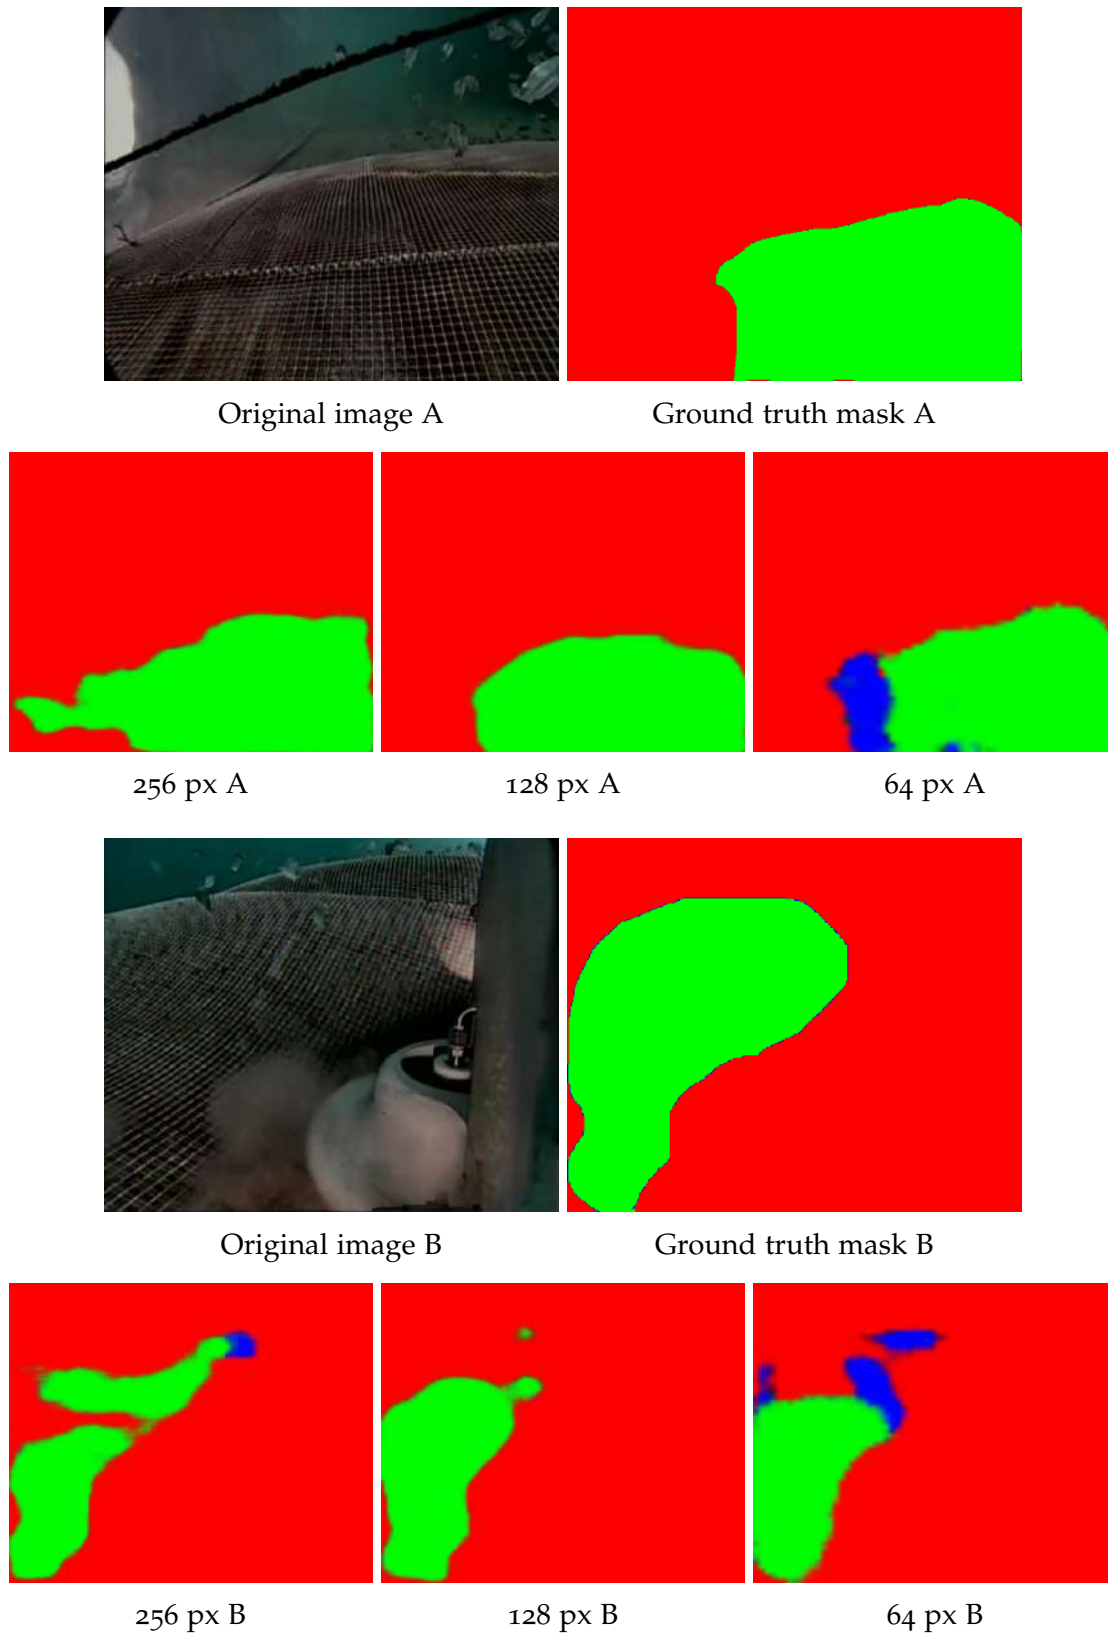 Original image A
Ground truth mask A
256 px A
128 px A
64 px A
Original image B
Ground truth mask B
256 px B
128 px B
64 px B